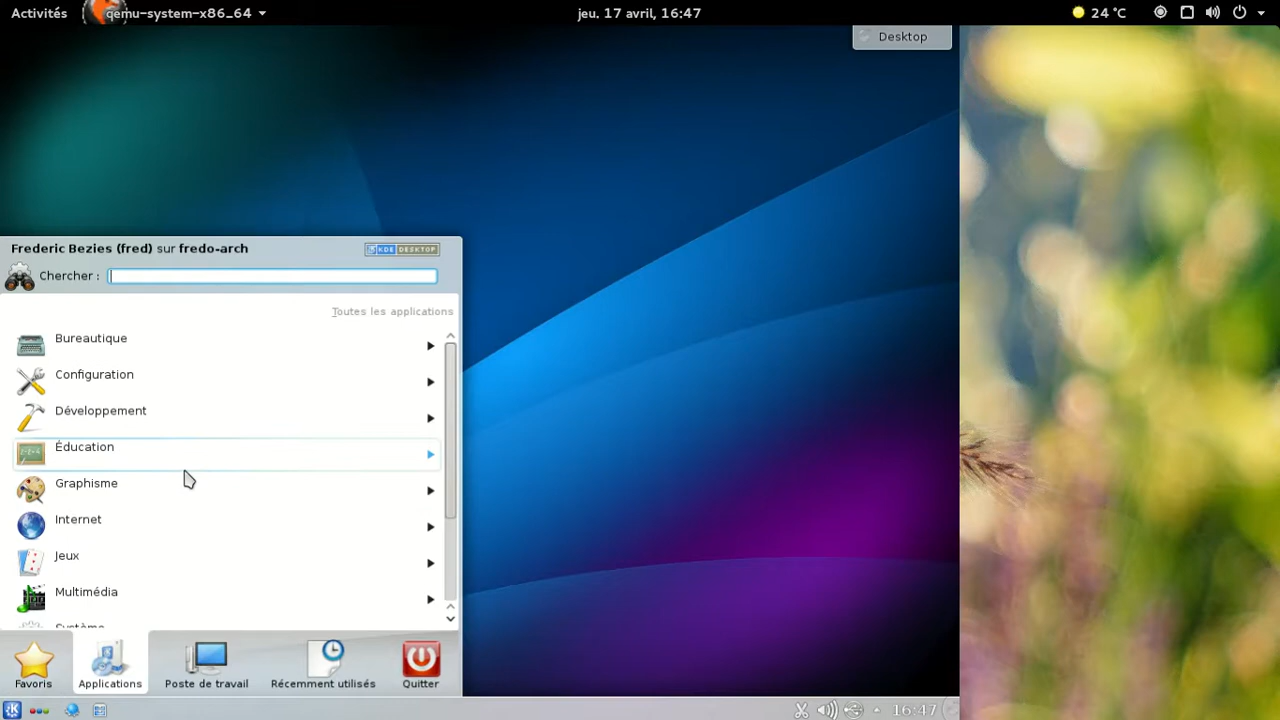 Activités
qemu-system-x86_64
jeu. 17 avril, 16:47
24 °C
Desktop
Frederic Bezies (fred) sur fredo-arch
KDE DESKTOP
Chercher :
Toutes les applications
Bureautique
Configuration
Développement
Éducation
Graphisme
Internet
Jeux
Multimédia
Système
Favoris
Applications
Poste de travail
Récemment utilisés
Quitter
16:47